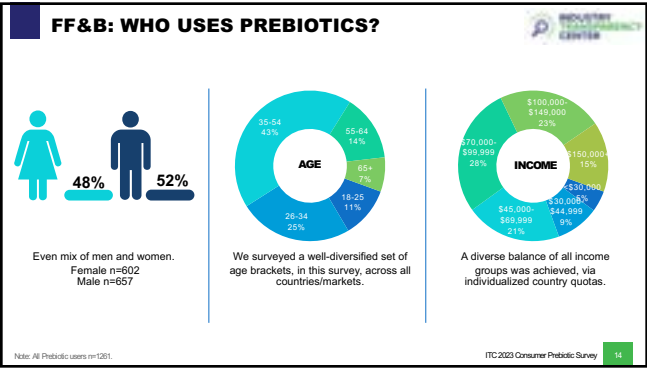 FF&B: WHO USES PREBIOTICS?
INDUSTRY
TRANSPARENCY
CENTER
48%
52%
Even mix of men and women.
Female n=602
Male n=657
35-54
43%
55-64
14%
65+
7%
18-25
11%
26-34
25%
AGE
We surveyed a well-diversified set of
age brackets, in this survey, across all
countries/markets.
$100,000-
$149,000
23%
$150,000+
15%
<$30,000
5%
$30,000-
$44,999
9%
$45,000-
$69,999
21%
$70,000-
$99,999
28%
INCOME
A diverse balance of all income
groups was achieved, via
individualized country quotas.
Note: All Prebiotic users n=1261.
ITC 2023 Consumer Prebiotic Survey
14